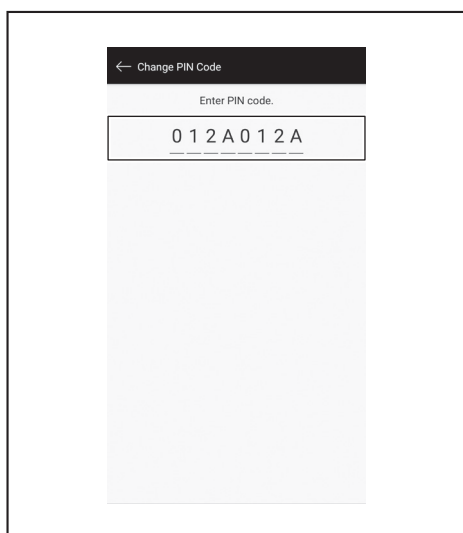 ← Change PIN Code
Enter PIN code.
012A012A